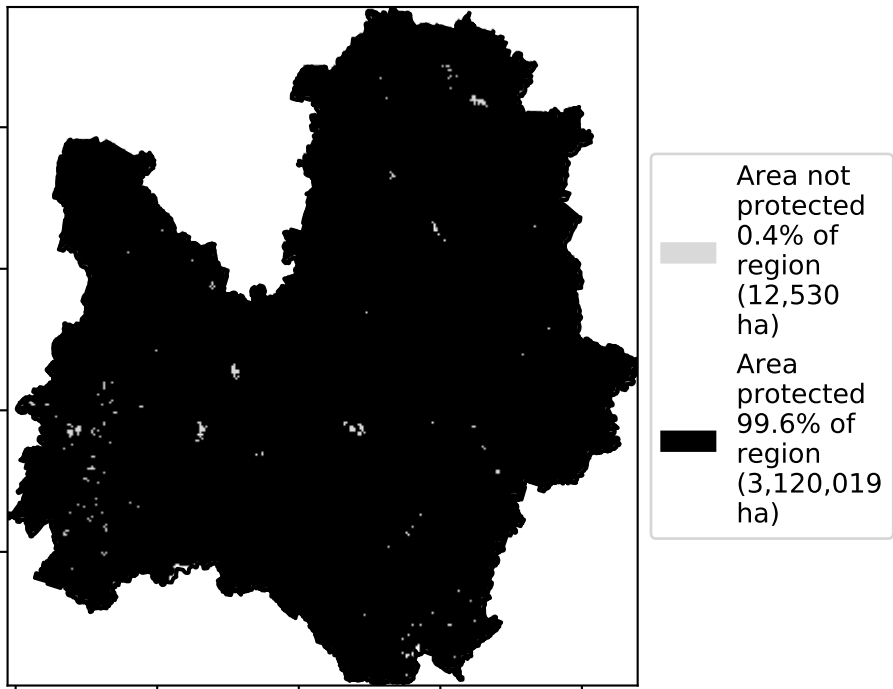 Area not
protected
0.4% of
region
(12,530
ha)
Area
protected
99.6% of
region
(3,120,019
ha)